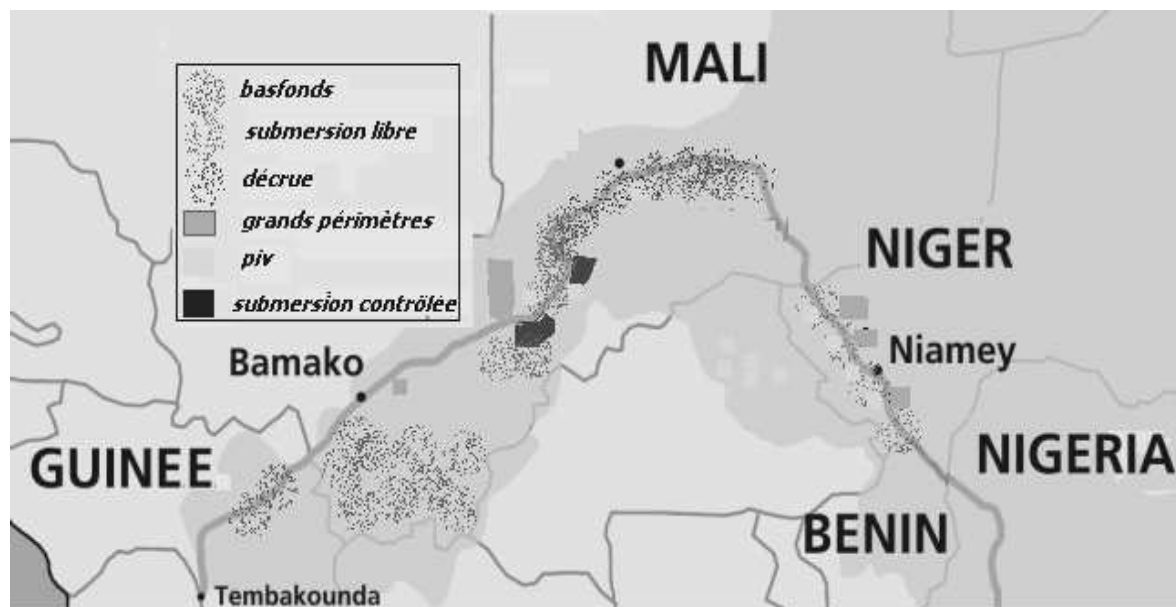 MALI
basfonds
submersion libre
décrue
grands périmètres
piv
submersion contrôlée
NIGER
Bamako
Niamey
GUINEE
NIGERIA
BENIN
Tembakounda